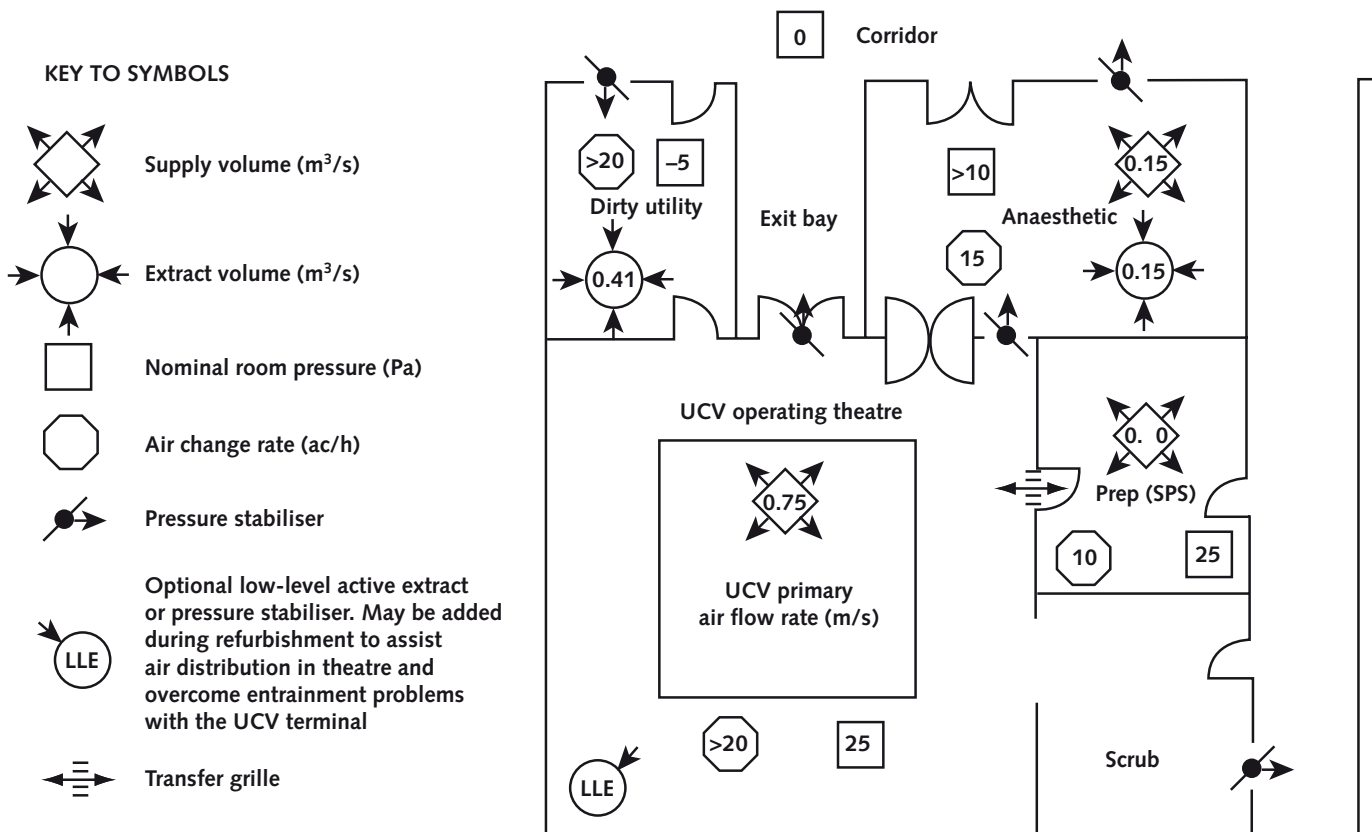 KEY TO SYMBOLS
Supply volume (m³/s)
Extract volume (m³/s)
Nominal room pressure (Pa)
Air change rate (ac/h)
Pressure stabiliser
Optional low-level active extract
or pressure stabiliser. May be added
during refurbishment to assist
air distribution in theatre and
overcome entrainment problems
with the UCV terminal
LLE
Transfer grille
0
Corridor
>20
–5
Dirty utility
0.41
Exit bay
>10
0.15
Anaesthetic
15
0.15
UCV operating theatre
0.75
UCV primary
air flow rate (m/s)
0. 0
Prep (SPS)
10
25
>20
25
LLE
Scrub